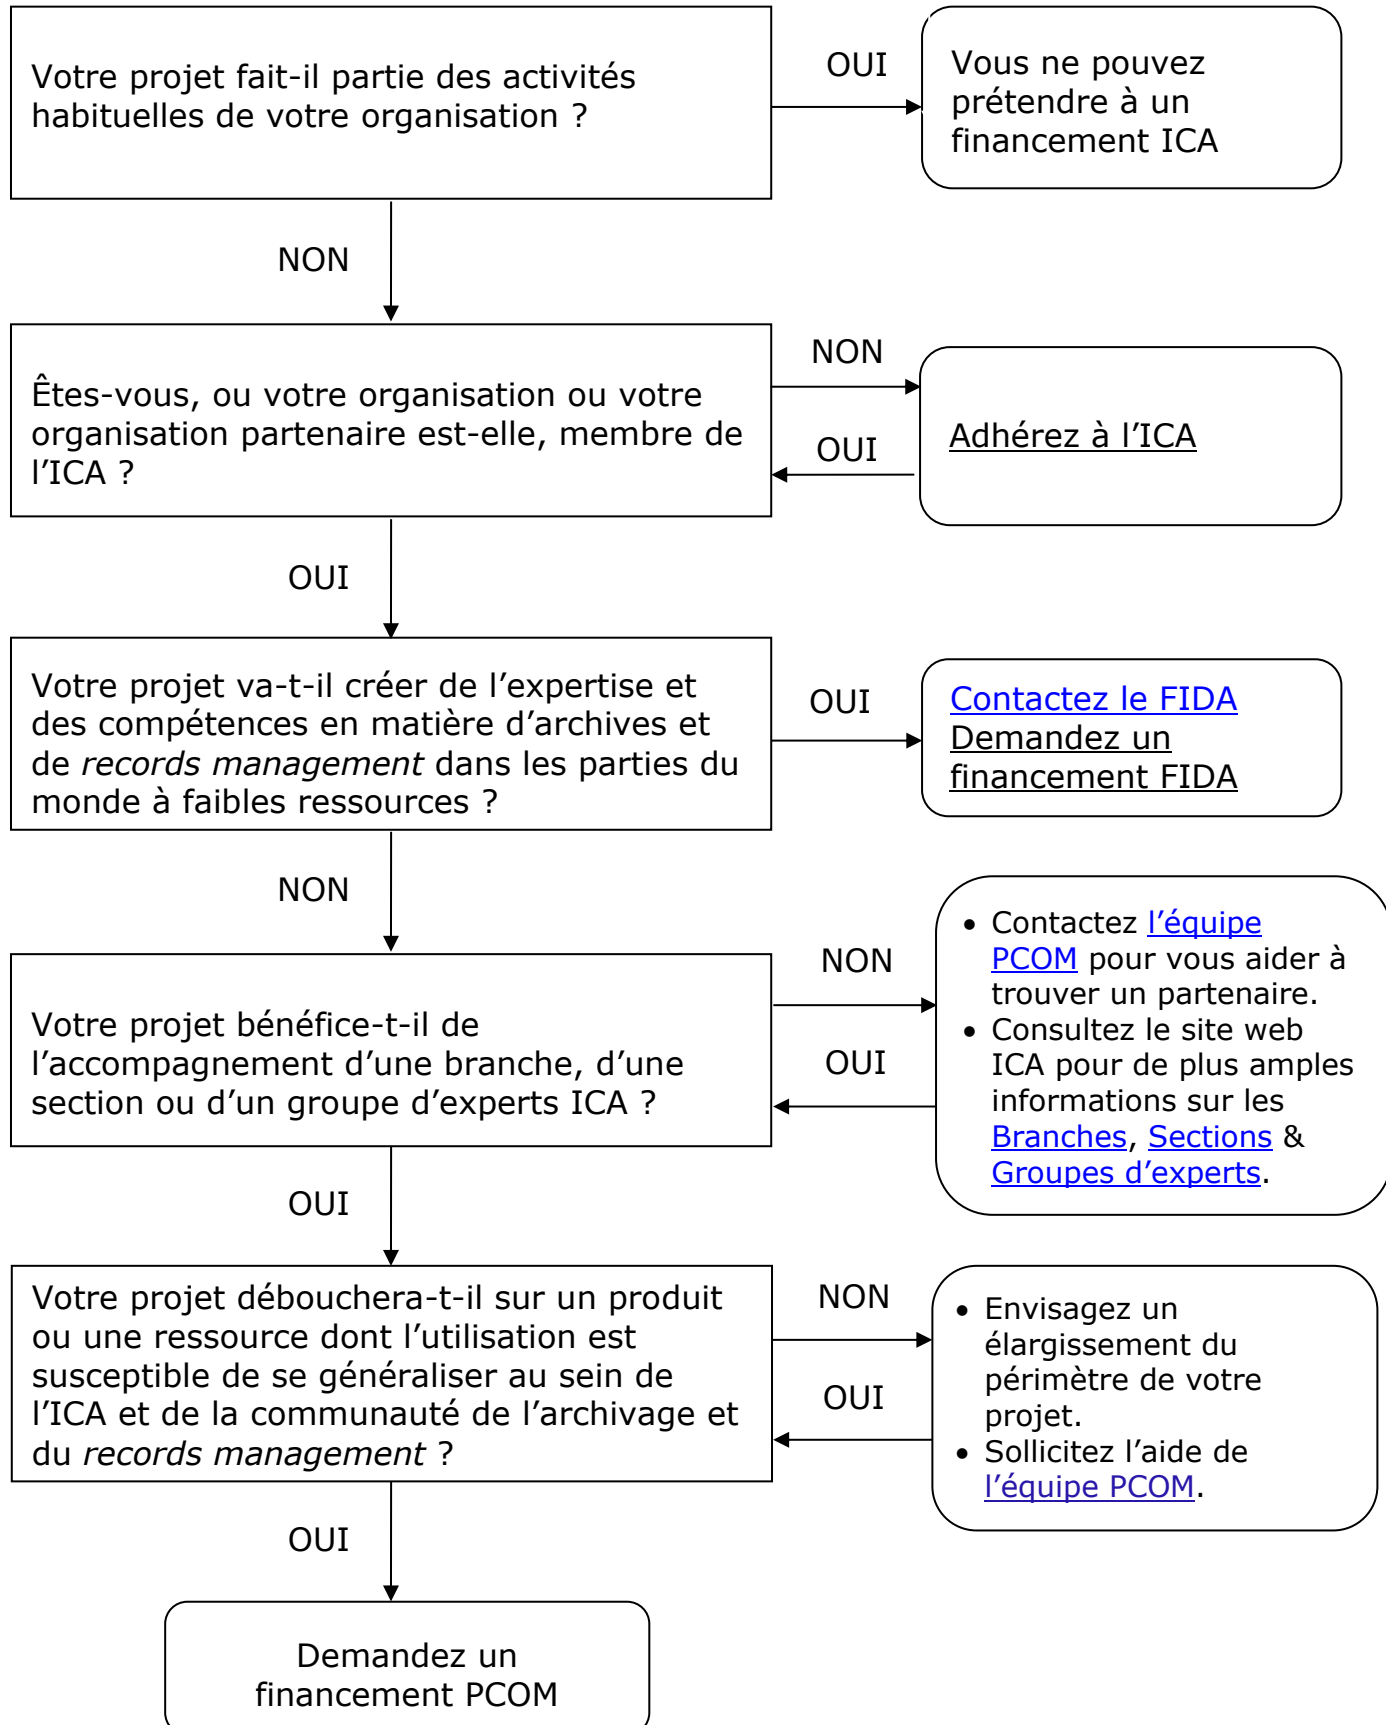 Votre projet fait-il partie des activités
habituelles de votre organisation ?
OUI
Vous ne pouvez
prétendre à un
financement ICA
NON
Êtes-vous, ou votre organisation ou votre
organisation partenaire est-elle, membre de
l’ICA ?
NON
OUI
Adhérez à l’ICA
OUI
Votre projet va-t-il créer de l’expertise et
des compétences en matière d’archives et
de records management dans les parties du
monde à faibles ressources ?
OUI
Contactez le FIDA
Demandez un
financement FIDA
NON
Votre projet bénéfice-t-il de
l’accompagnement d’une branche, d’une
section ou d’un groupe d’experts ICA ?
NON
OUI
• Contactez l’équipe
PCOM pour vous aider à
trouver un partenaire.
• Consultez le site web
ICA pour de plus amples
informations sur les
Branches, Sections &
Groupes d’experts.
OUI
Votre projet débouchera-t-il sur un produit
ou une ressource dont l’utilisation est
susceptible de se généraliser au sein de
l’ICA et de la communauté de l’archivage et
du records management ?
NON
OUI
• Envisagez un
élargissement du
périmètre de votre
projet.
• Sollicitez l’aide de
l’équipe PCOM.
OUI
Demandez un
financement PCOM